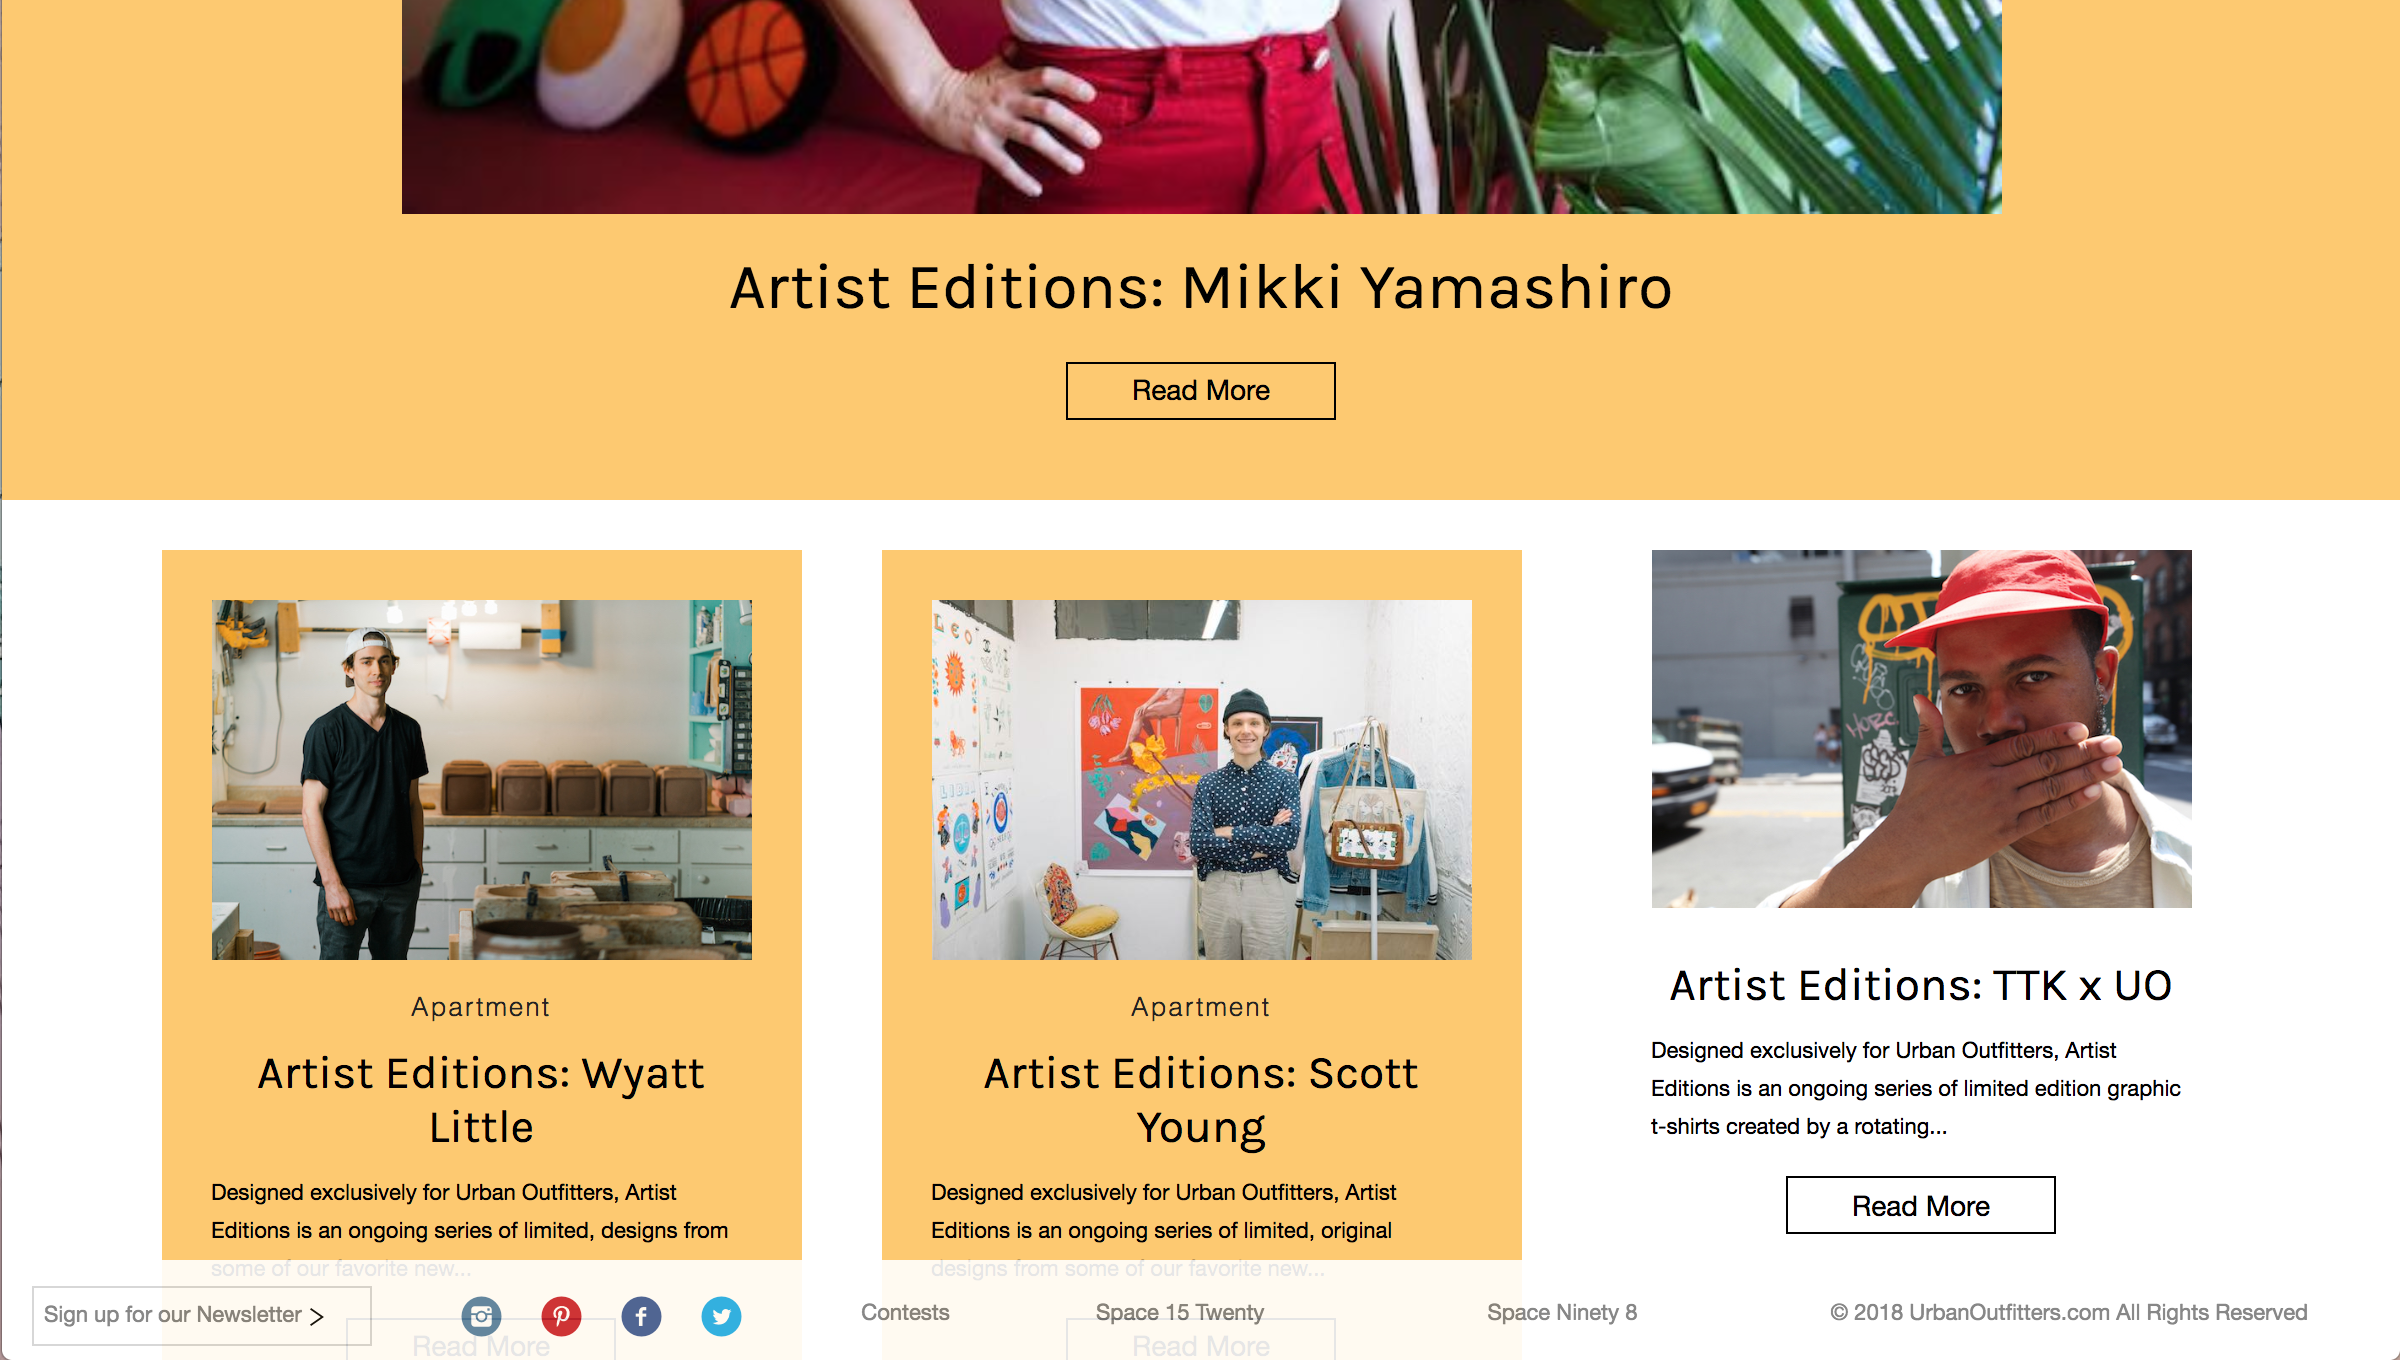 Artist Editions: Mikki Yamashiro
Read More
LEO
LIBRA
Apartment
Artist Editions: Wyatt
Little
Designed exclusively for Urban Outfitters, Artist
Editions is an ongoing series of limited, designs from
some of our favorite new...
Read More
Apartment
Artist Editions: Scott
Young
Designed exclusively for Urban Outfitters, Artist
Editions is an ongoing series of limited, original
designs from some of our favorite new...
Read More
Artist Editions: TTK x UO
Designed exclusively for Urban Outfitters, Artist
Editions is an ongoing series of limited edition graphic
t-shirts created by a rotating...
Read More
Sign up for our Newsletter >
Contests
Space 15 Twenty
Space Ninety 8
© 2018 UrbanOutfitters.com All Rights Reserved